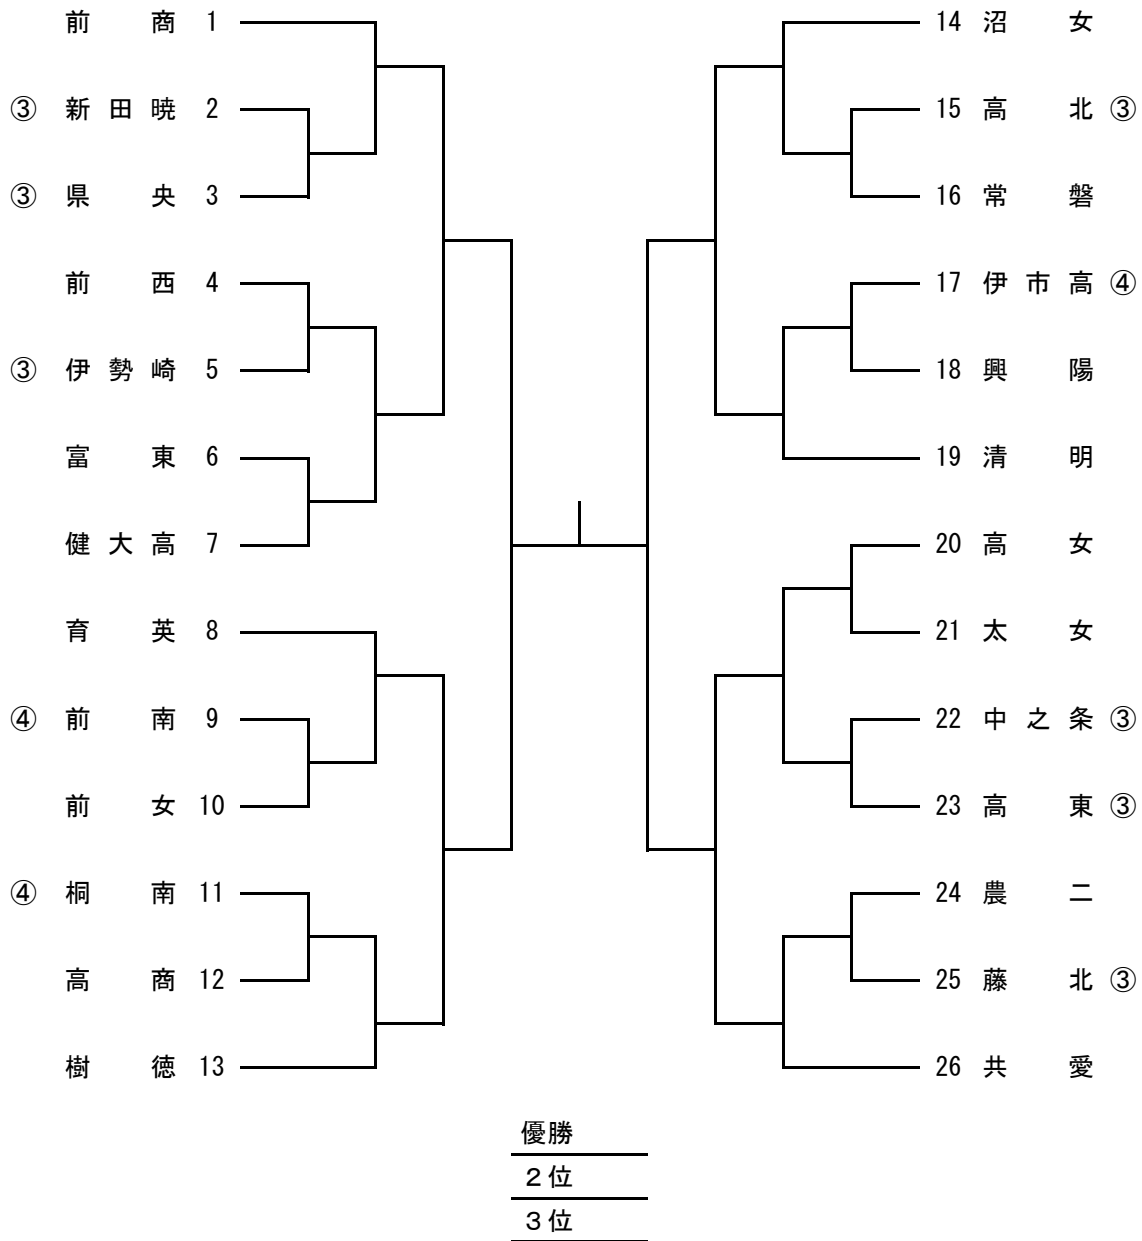 前商 1
③ 新田暁 2
③ 県央 3
前西 4
③ 伊勢崎 5
富東 6
健大高 7
育英 8
④ 前南 9
前女 10
④ 桐南 11
高商 12
樹徳 13
14 沼女
15 高北 ③
16 常磐
17 伊市高 ④
18 興陽
19 清明
20 高女
21 太女
22 中之条 ③
23 高東 ③
24 農二
25 藤北 ③
26 共愛
優勝
２位
３位